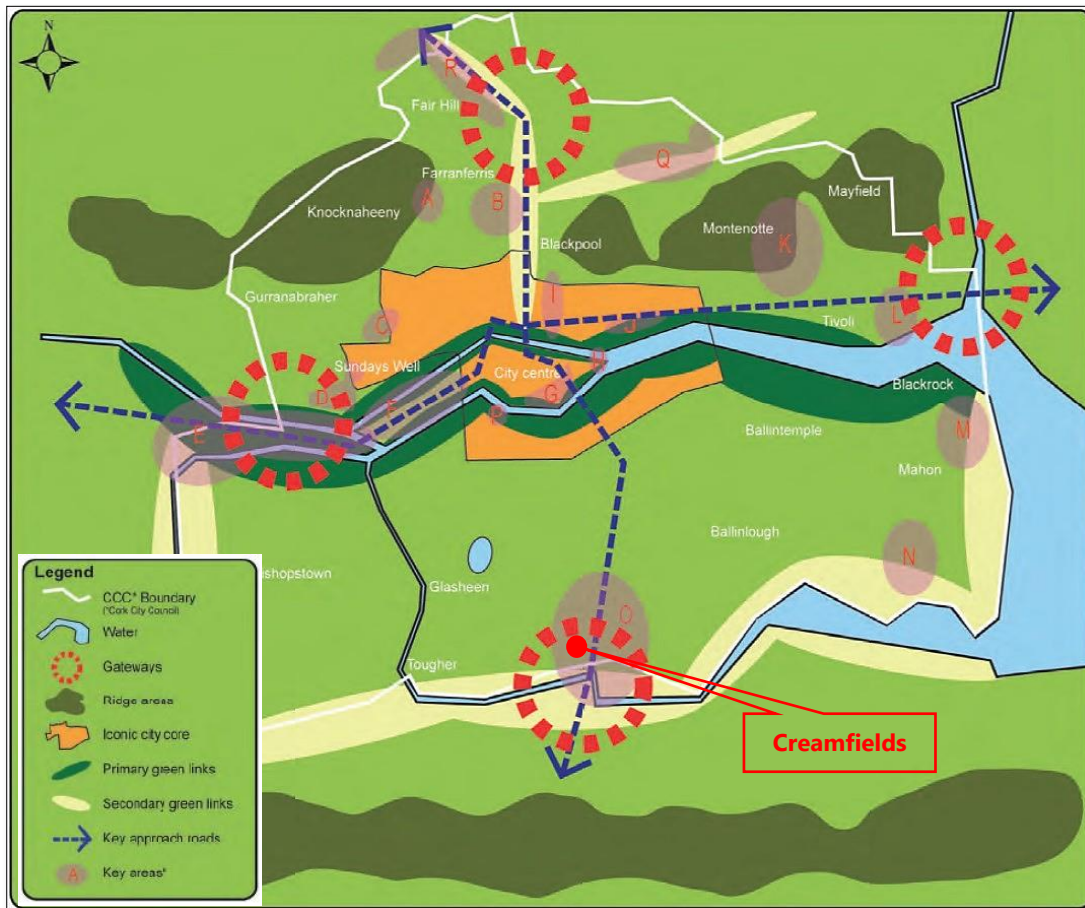 N
R
Fair Hill
Q
Farranferris
A
B
Mayfield
Knocknaheeny
Montenotte
Blackpool
K
Gurranabraher
I
C
J
Tivoli
L
Sundays Well
City centre
H
D
F
G
Blackrock
P
E
Ballintemple
M
Mahon
Ballinlough
N
Legend
CCC* Boundary
(*Cork City Council)
Water
Gateways
Ridge areas
Iconic city core
Primary green links
Secondary green links
Key approach roads
A
Key areas*
ishopstown
Glasheen
O
Tougher
Creamfields